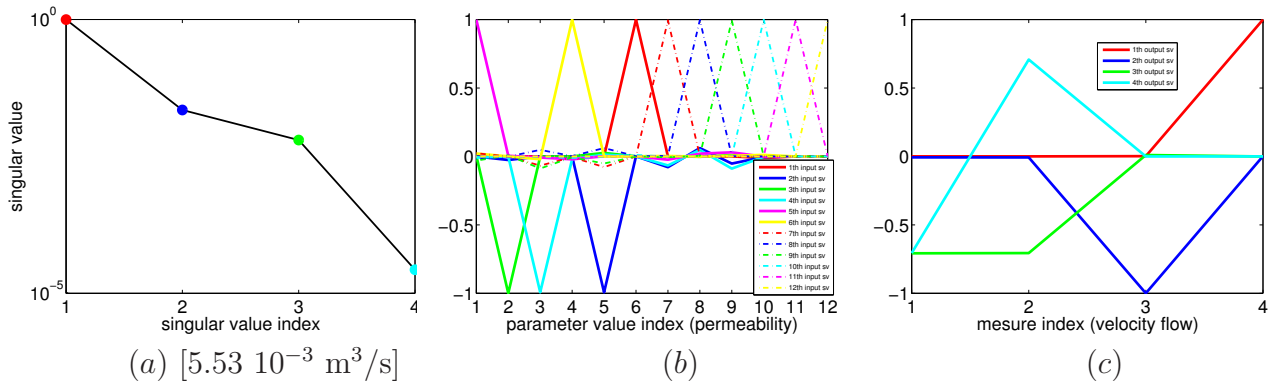 10⁰
10⁻⁵
singular value
1 2 3 4
singular value index
(a) [5.53 10⁻³ m³/s]
1
0.5
0
−0.5
−1
1 2 3 4 5 6 7 8 9 10 11 12
parameter value index (permeability)
1th input sv
2th input sv
3th input sv
4th input sv
5th input sv
6th input sv
7th input sv
8th input sv
9th input sv
10th input sv
11th input sv
12th input sv
(b)
1
0.5
0
−0.5
−1
1 2 3 4
mesure index (velocity flow)
1th output sv
2th output sv
3th output sv
4th output sv
(c)